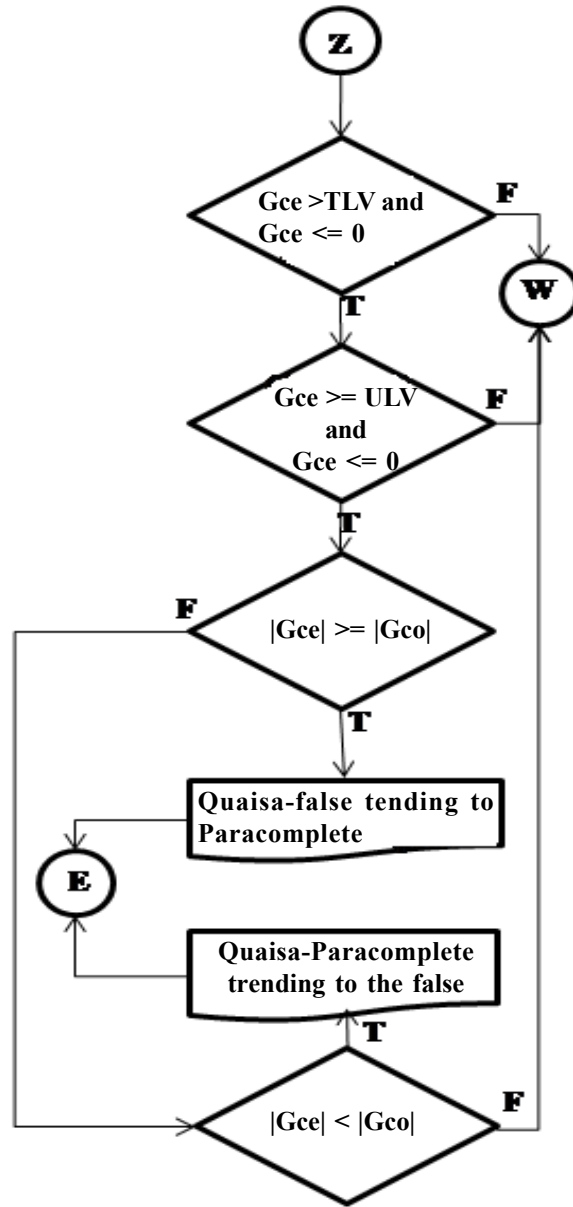 Z
Gce >TLV and
Gce <= 0
F
W
T
Gce >= ULV
and
Gce <= 0
F
T
F
|Gce| >= |Gco|
T
Quaisa-false tending to
Paracomplete
E
Quaisa-Paracomplete
trending to the false
T
|Gce| < |Gco|
F